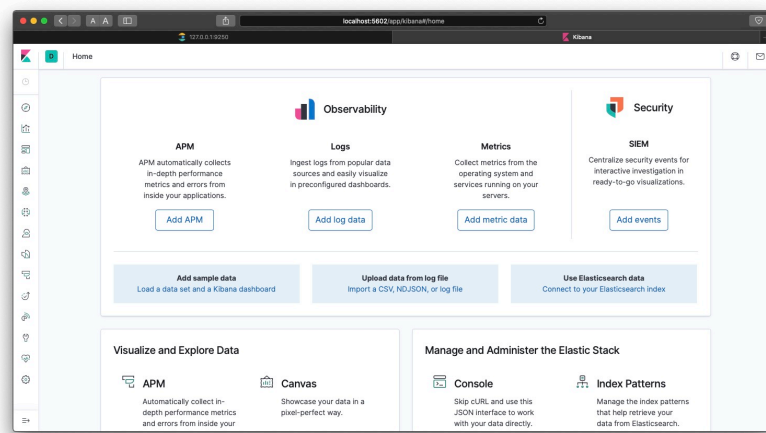 A A
localhost:5602/app/kibana#/home
127.0.0.1:9250
Kibana
D
Home
Observability
Security
APM
APM automatically collects
in-depth performance
metrics and errors from
inside your applications.
Add APM
Logs
Ingest logs from popular data
sources and easily visualize
in preconfigured dashboards.
Add log data
Metrics
Collect metrics from the
operating system and
services running on your
servers.
Add metric data
SIEM
Centralize security events for
interactive investigation in
ready-to-go visualizations.
Add events
Add sample data
Load a data set and a Kibana dashboard
Upload data from log file
Import a CSV, NDJSON, or log file
Use Elasticsearch data
Connect to your Elasticsearch index
Visualize and Explore Data
APM
Automatically collect in-
depth performance metrics
and errors from inside your
Canvas
Showcase your data in a
pixel-perfect way.
Manage and Administer the Elastic Stack
Console
Skip cURL and use this
JSON interface to work
with your data directly.
Index Patterns
Manage the index patterns
that help retrieve your
data from Elasticsearch.